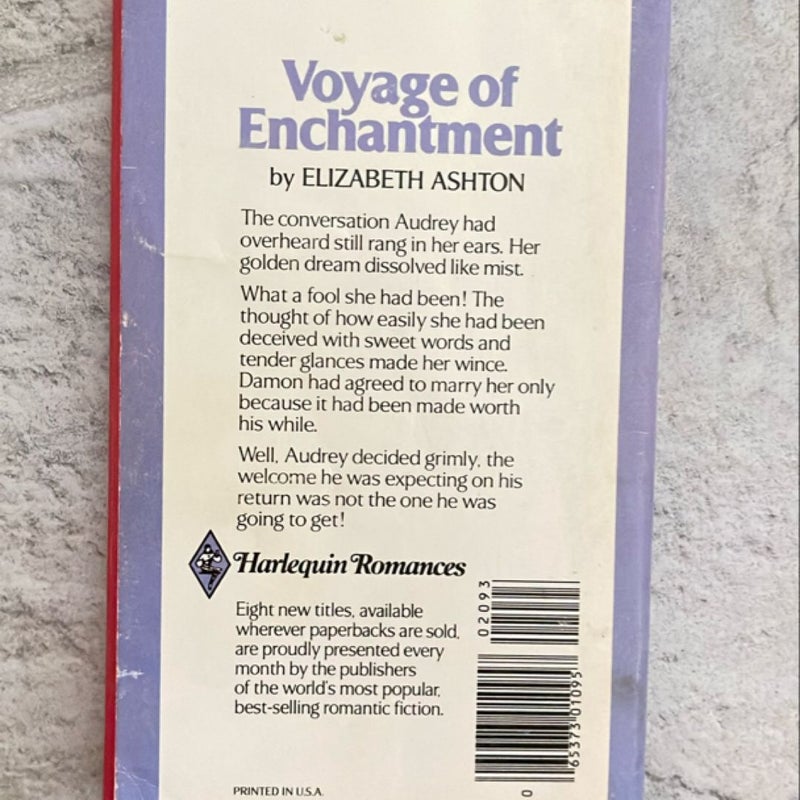 Voyage of
Enchantment
by ELIZABETH ASHTON
The conversation Audrey had
overheard still rang in her ears. Her
golden dream dissolved like mist.
What a fool she had been! The
thought of how easily she had been
deceived with sweet words and
tender glances made her wince.
Damon had agreed to marry her only
because it had been made worth
his while.
Well, Audrey decided grimly, the
welcome he was expecting on his
return was not the one he was
going to get!
Harlequin Romances
Eight new titles, available
wherever paperbacks are sold,
are proudly presented every
month by the publishers
of the world's most popular,
best-selling romantic fiction.
02093
0 65373 01095
PRINTED IN U.S.A.